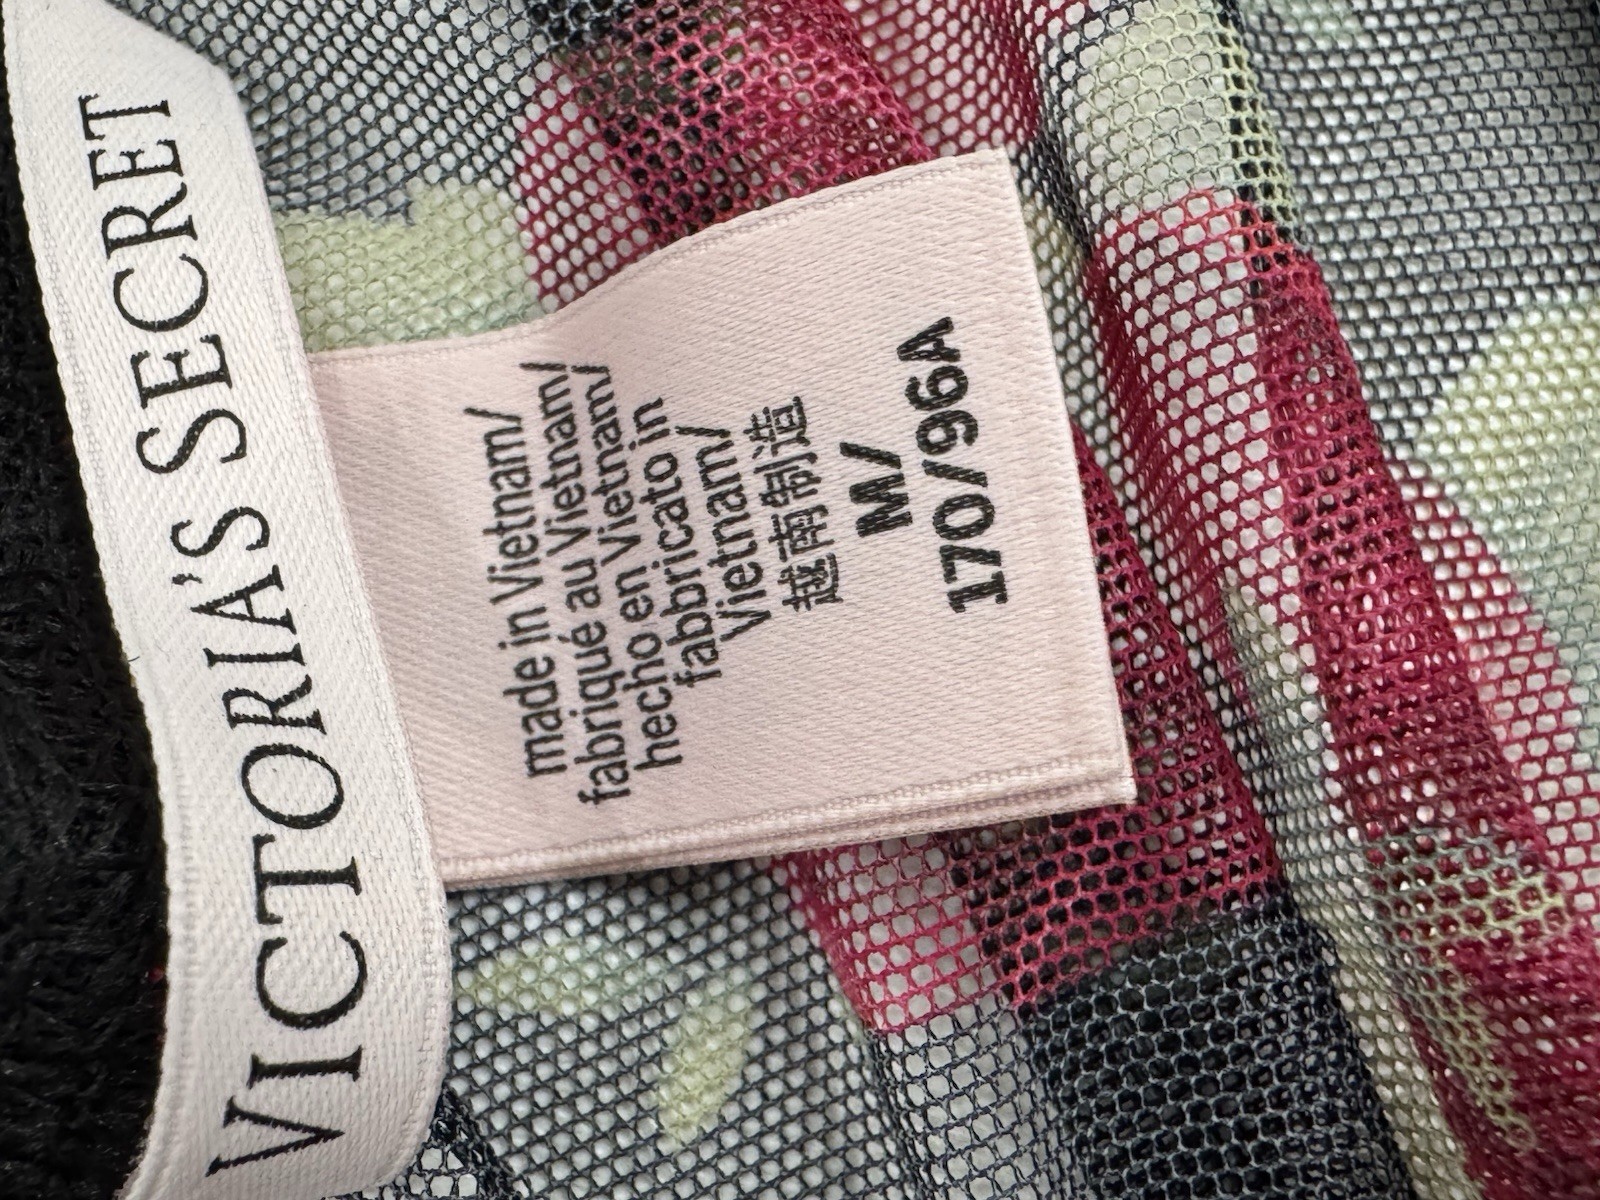 VICTORIA'S SECRET
made in Vietnam/
fabriqué au Vietnam/
hecho en Vietnam/
fabbricato in
Vietnam/
越南制造
M/
170/96A